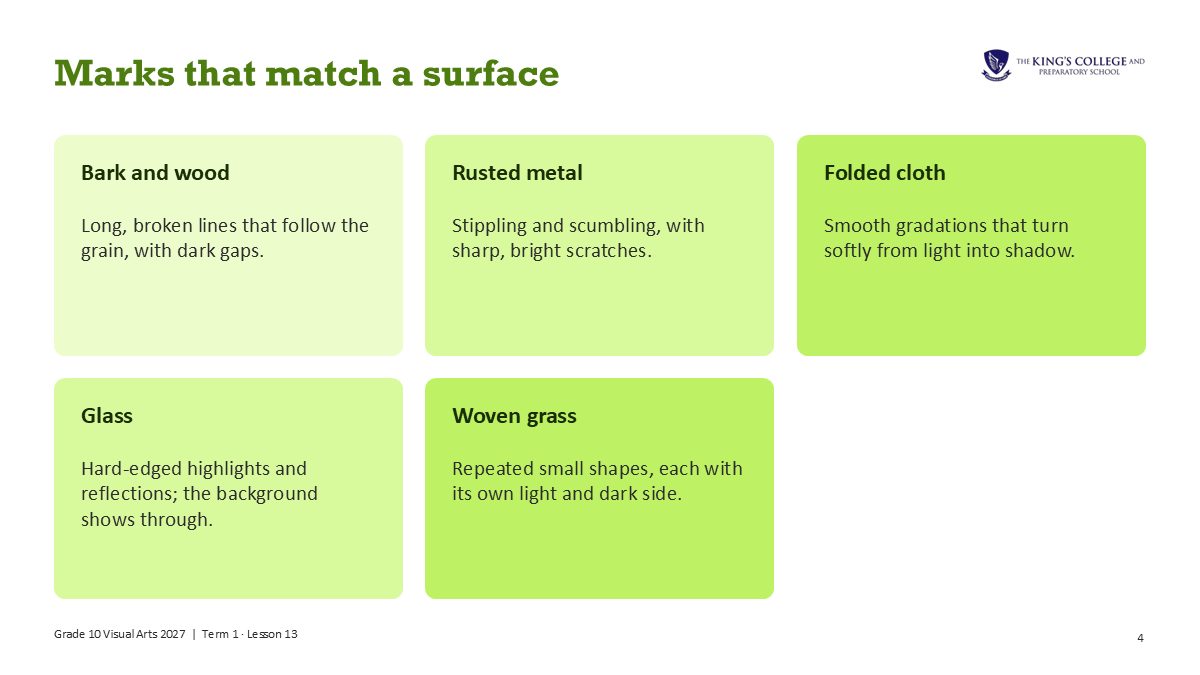 Marks that match a surface
THE KING'S COLLEGE AND
PREPARATORY SCHOOL
Bark and wood
Long, broken lines that follow the
grain, with dark gaps.
Rusted metal
Stippling and scumbling, with
sharp, bright scratches.
Folded cloth
Smooth gradations that turn
softly from light into shadow.
Glass
Hard-edged highlights and
reflections; the background
shows through.
Woven grass
Repeated small shapes, each with
its own light and dark side.
Grade 10 Visual Arts 2027 | Term 1 · Lesson 13
4